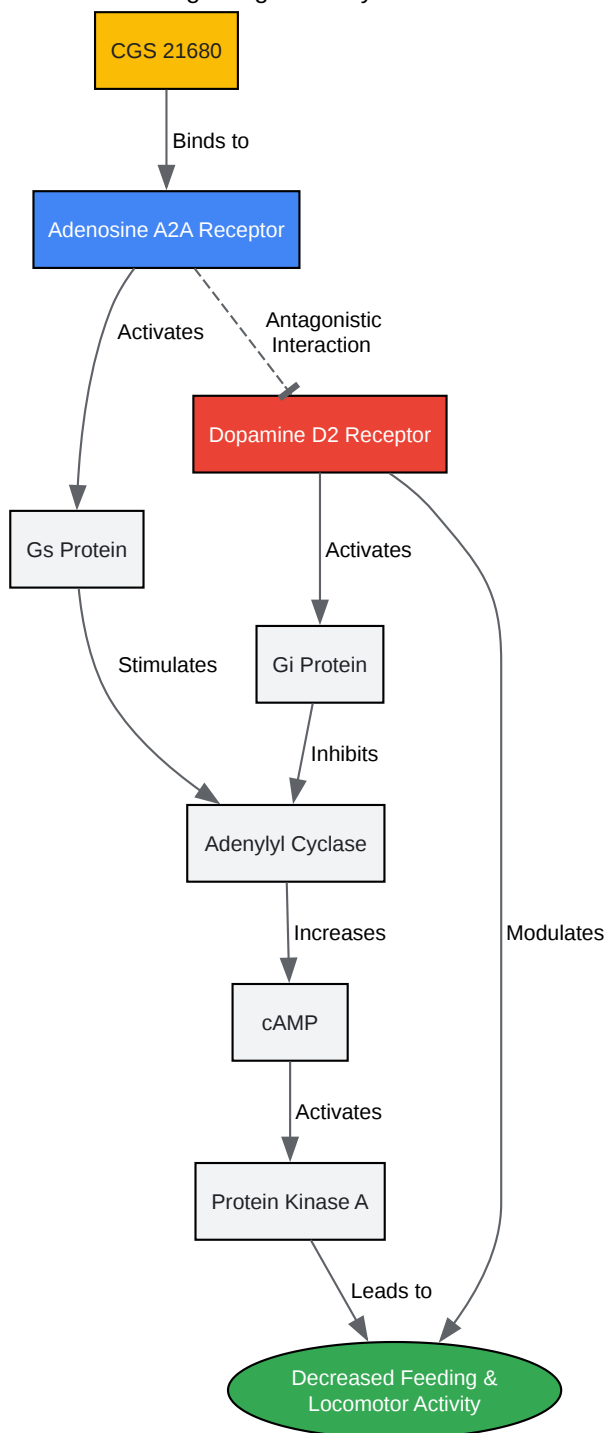 CGS 21680
Binds to
Adenosine A2A Receptor
Activates
Antagonistic
Interaction
Dopamine D2 Receptor
Gs Protein
Activates
Stimulates
Gi Protein
Inhibits
Adenylyl Cyclase
Increases
Modulates
cAMP
Activates
Protein Kinase A
Leads to
Decreased Feeding &
Locomotor Activity